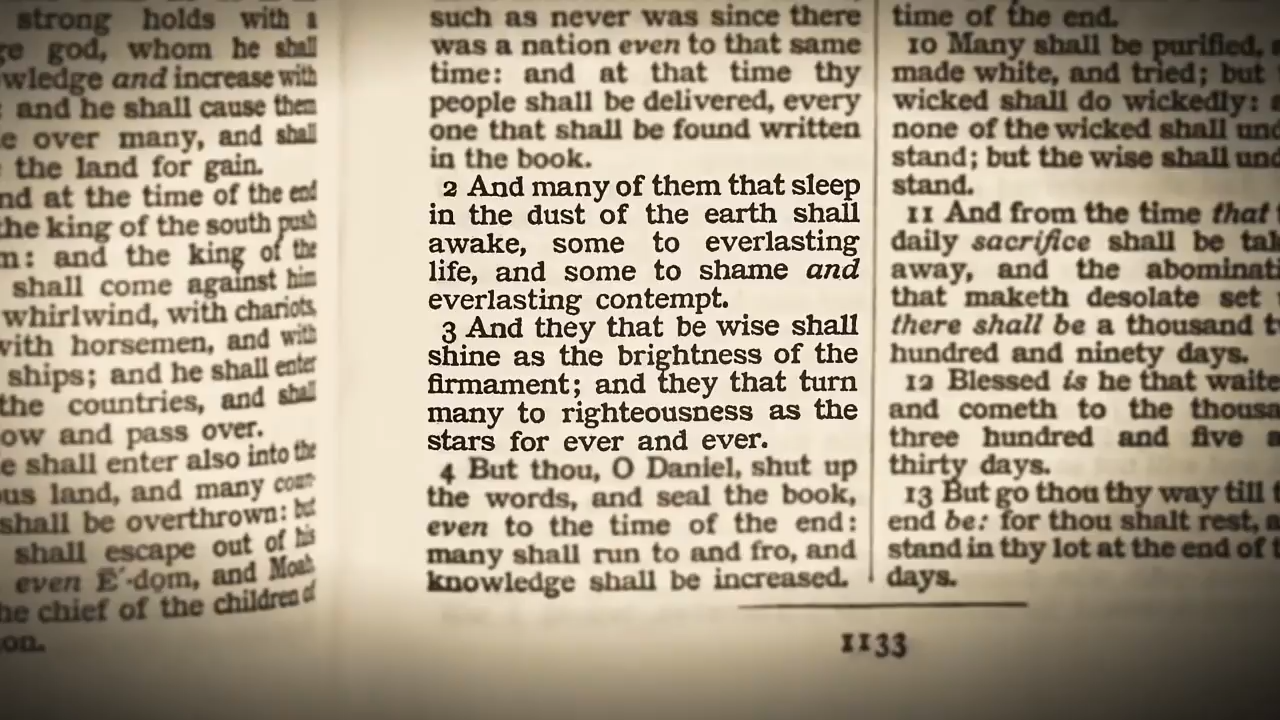 strong holds with a
god, whom he shall
and increase with
and he shall cause them
over many, and shall
the land for gain.
at the time of the end
the king of the south push
and the king of the
shall come against him
whirlwind, with chariots,
with horsemen, and with
ships; and he shall enter
the countries, and shall
and pass over.
shall enter also into the
land, and many coun-
shall be overthrown: but
shall escape out of his
even E´-dom, and Moab,
the chief of the children of
such as never was since there
was a nation even to that same
time: and at that time thy
people shall be delivered, every
one that shall be found written
in the book.
2 And many of them that sleep
in the dust of the earth shall
awake, some to everlasting
life, and some to shame and
everlasting contempt.
3 And they that be wise shall
shine as the brightness of the
firmament; and they that turn
many to righteousness as the
stars for ever and ever.
4 But thou, O Daniel, shut up
the words, and seal the book,
even to the time of the end:
many shall run to and fro, and
knowledge shall be increased.
time of the end.
10 Many shall be purified,
made white, and tried; but
wicked shall do wickedly:
none of the wicked shall
stand; but the wise shall
stand.
11 And from the time that
daily sacrifice shall be
away, and the
that maketh desolate set
there shall be a thousand
hundred and ninety days.
12 Blessed is he that
and cometh to the
three hundred and five
thirty days.
13 But go thou thy way till
end be: for thou shalt rest,
stand in thy lot at the end of
days.
1133